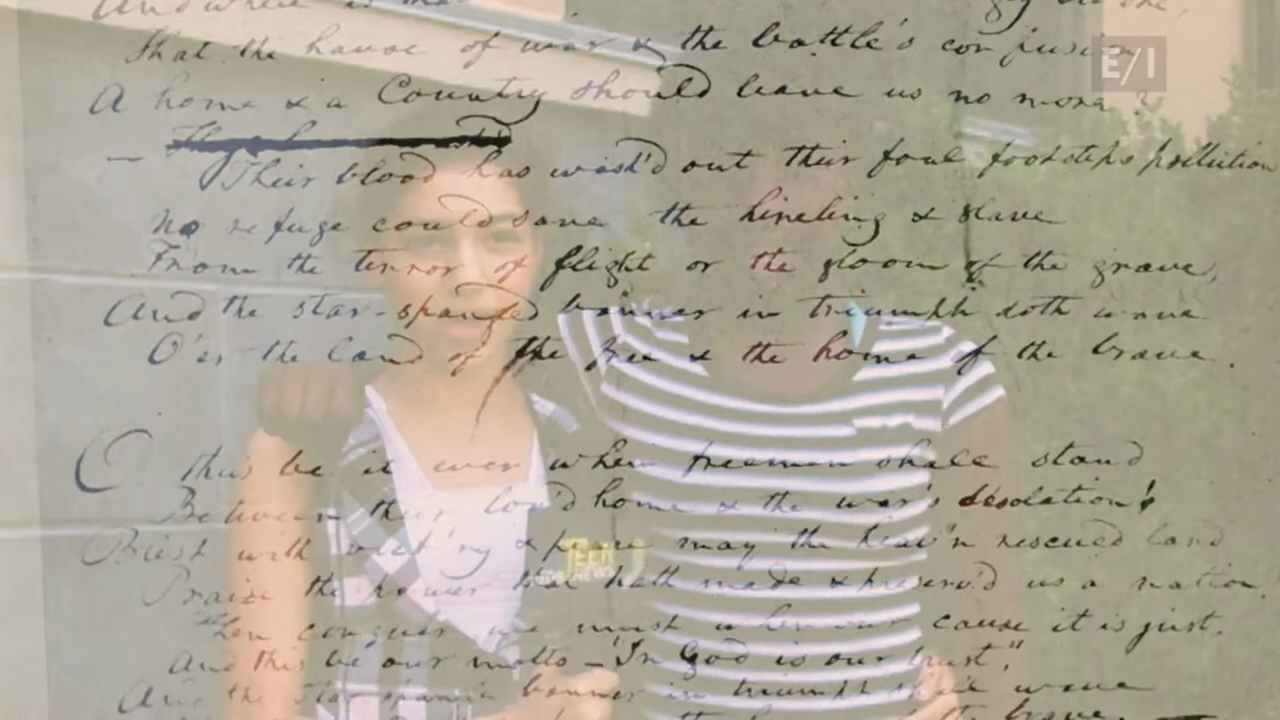 And where is
That the havoc of war & the battle's confusion
E/I
A home & a Country should leave us no more?
Their blood has wash'd out their foul footsteps pollution
No refuge could save the hireling & slave
From the terror of flight or the gloom of the grave,
And the star-spangled banner in triumph doth wave
O'er the land of the free & the home of the brave.
O thus be it ever when freemen shall stand
Between their lov'd home & the war's desolation!
Blest with vict'ry & peace may the heav'n rescued land
Praise the power that hath made & preserv'd us a nation.
Then conquer we must when our cause it is just,
And this be our motto - "In God is our trust,"
And the star-spangled banner in triumph shall wave
the brave